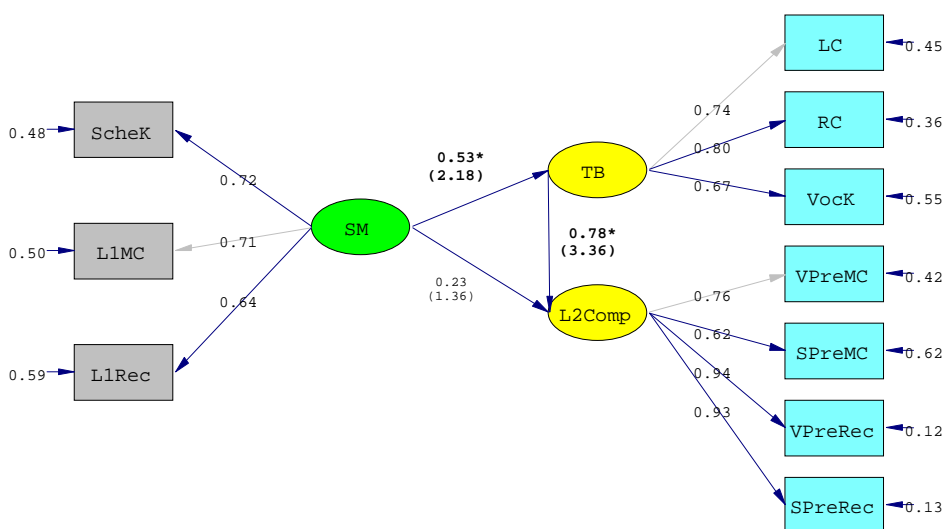 LC
0.45
0.74
RC
0.36
0.48
ScheK
0.80
0.53*
(2.18)
TB
0.67
0.72
VocK
0.55
SM
0.71
L1MC
0.50
0.78*
(3.36)
VPreMC
0.42
0.23
(1.36)
0.76
0.64
L2Comp
0.62
SPreMC
0.62
L1Rec
0.59
0.94
0.93
VPreRec
0.12
SPreRec
0.13